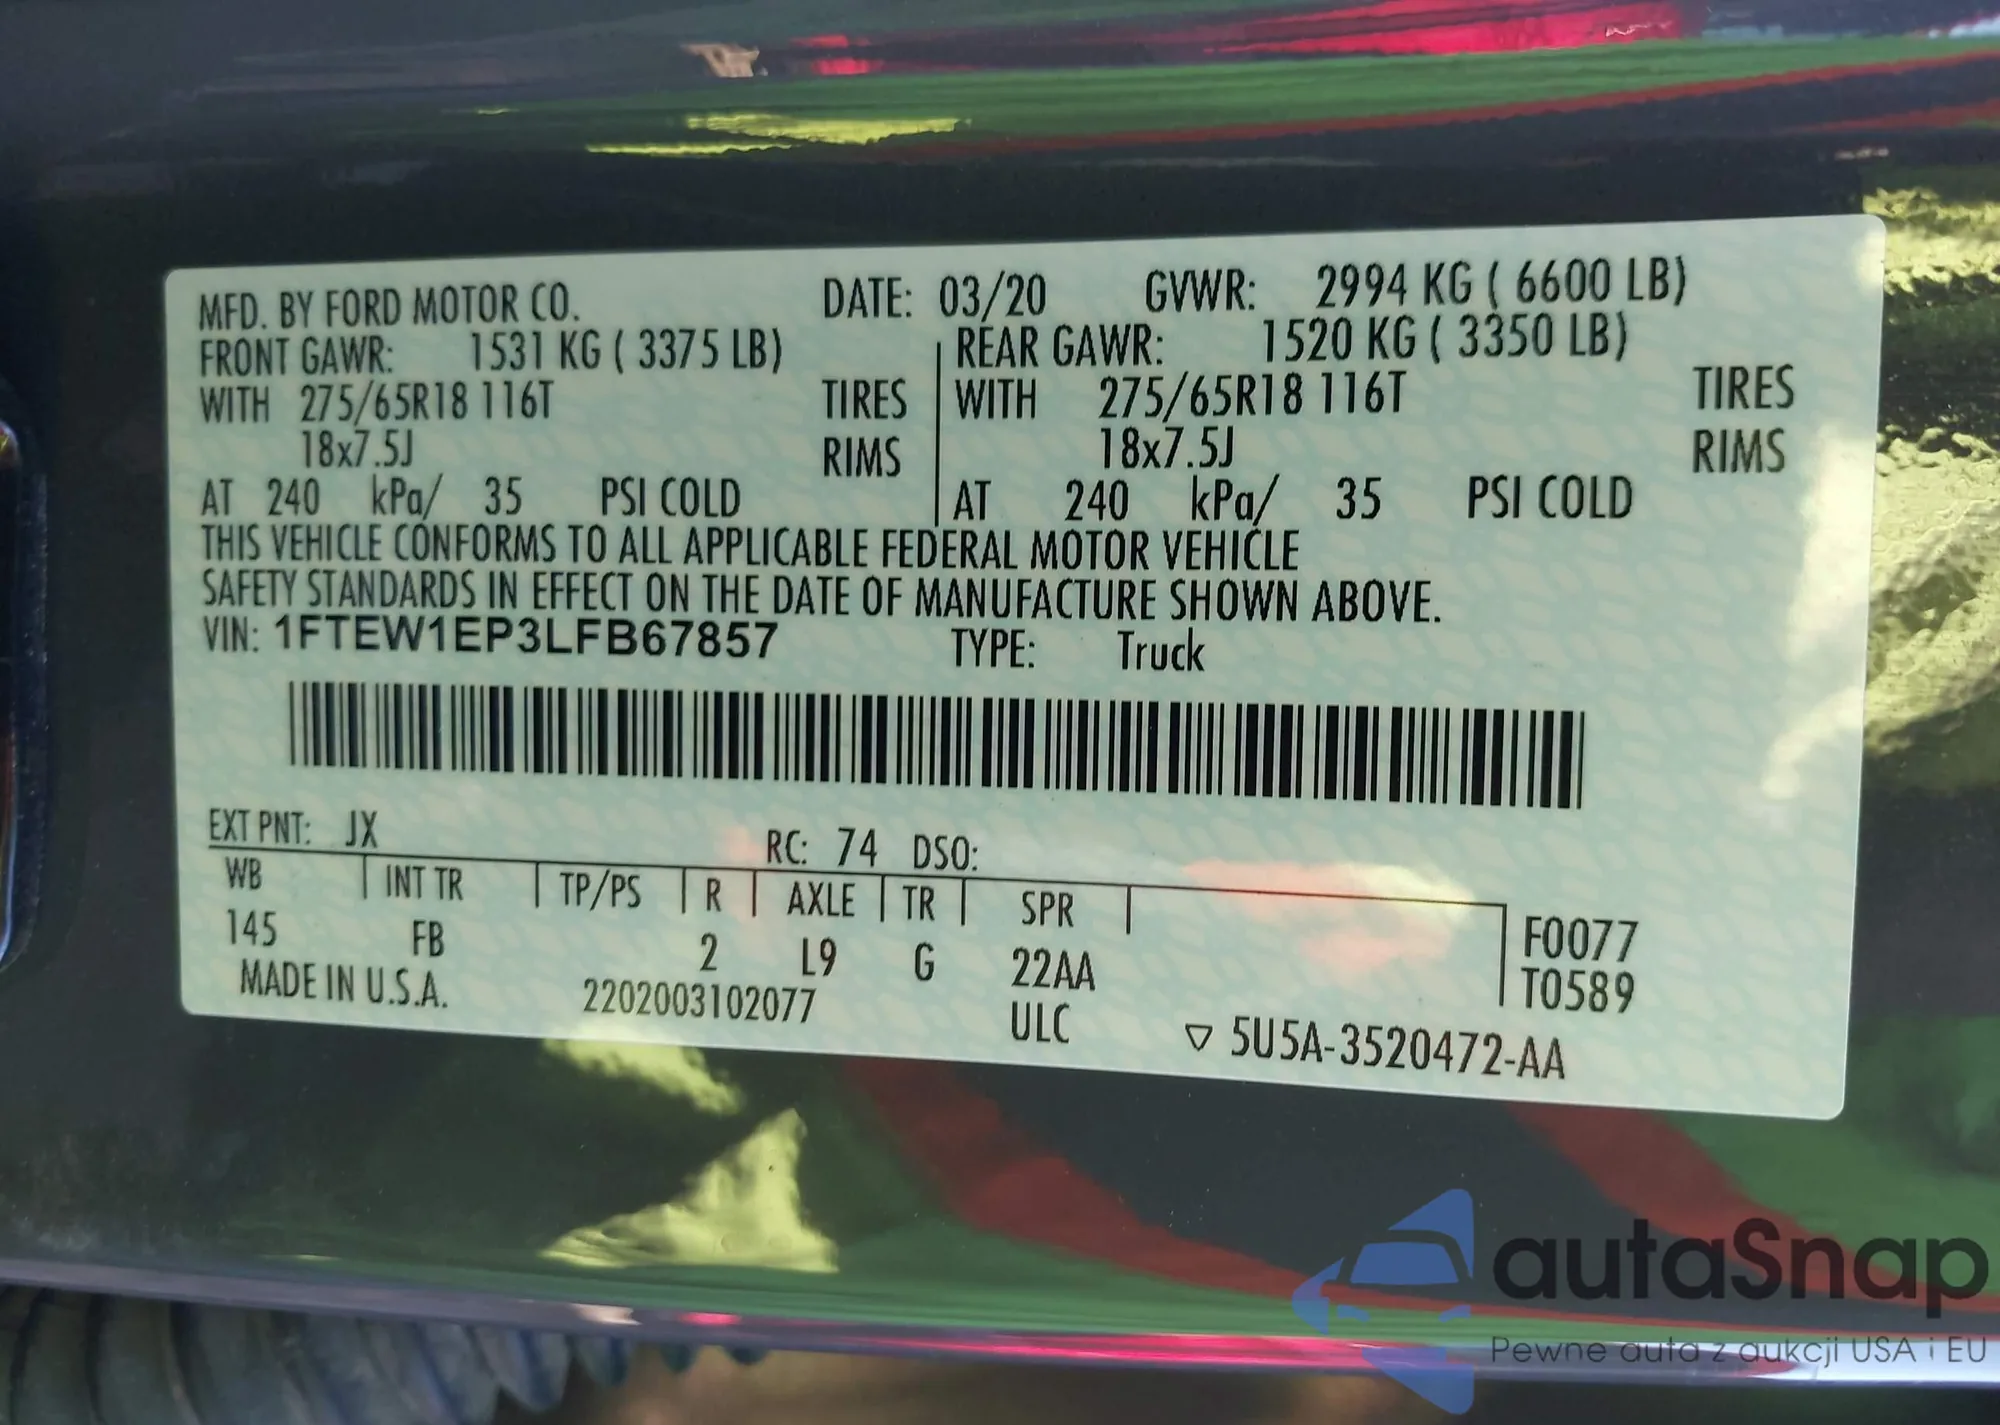 MFD. BY FORD MOTOR CO. DATE: 03/20 GVWR: 2994 KG ( 6600 LB)
FRONT GAWR: 1531 KG ( 3375 LB) REAR GAWR: 1520 KG ( 3350 LB)
WITH 275/65R18 116T TIRES WITH 275/65R18 116T TIRES
18x7.5J RIMS 18x7.5J RIMS
AT 240 kPa/ 35 PSI COLD AT 240 kPa/ 35 PSI COLD
THIS VEHICLE CONFORMS TO ALL APPLICABLE FEDERAL MOTOR VEHICLE
SAFETY STANDARDS IN EFFECT ON THE DATE OF MANUFACTURE SHOWN ABOVE.
VIN: 1FTEW1EP3LFB67857 TYPE: Truck
EXT PNT: JX RC: 74 DSO:
WB INT TR TP/PS R AXLE TR SPR
145 FB 2 L9 G 22AA F0077
MADE IN U.S.A. 2202003102077 ULC T0589
▽ 5U5A-3520472-AA
autaSnap
Pewne auta z aukcji USA i EU